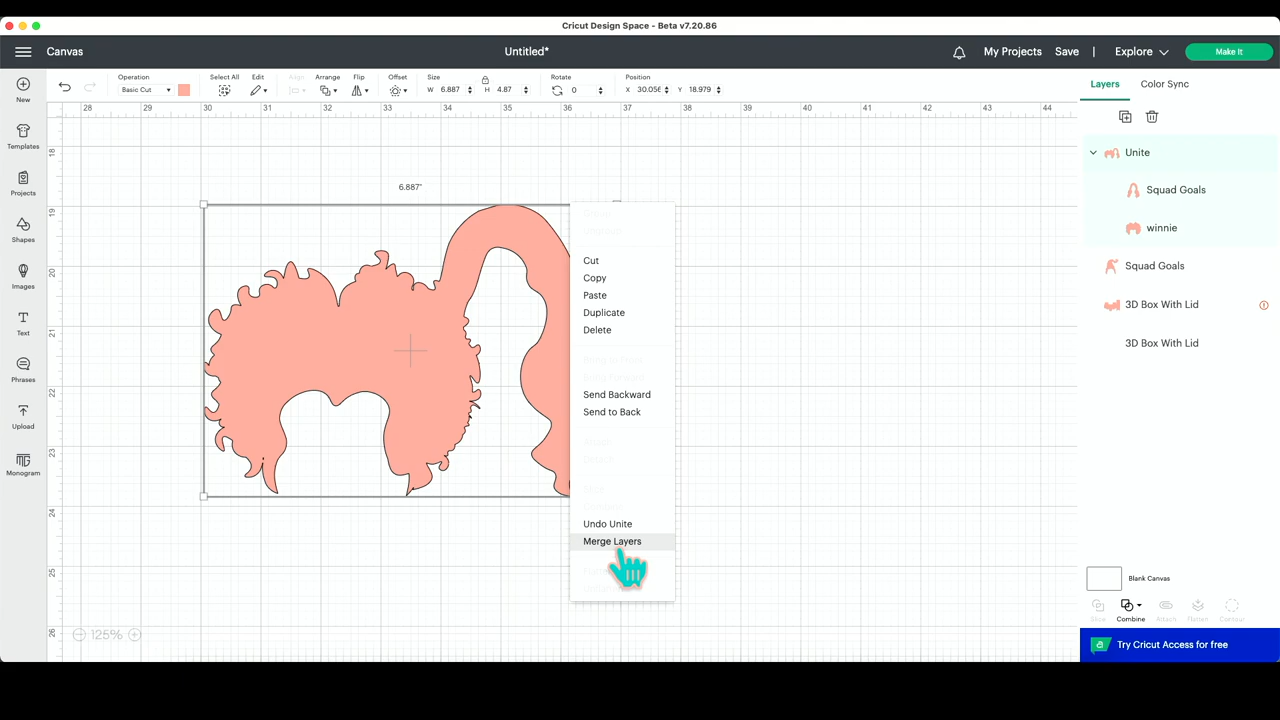 Cricut Design Space - Beta v7.20.86
Canvas
Untitled*
My Projects
Save
|
Explore
Make It
New
Templates
Projects
Shapes
Images
Text
Phrases
Upload
Monogram
Operation
Basic Cut
Select All
Edit
Align
Arrange
Flip
Offset
Size
W 6.887
H 4.87
Rotate
0
Position
X 30.056
Y 18.979
28 29 30 31 32 33 34 35 36 37 38 39 40 41 42 43 44
18
19
20
21
22
23
24
25
26
6.887"
Cut
Copy
Paste
Duplicate
Delete
Send Backward
Send to Back
Undo Unite
Merge Layers
125%
Layers
Color Sync
Unite
Squad Goals
winnie
Squad Goals
3D Box With Lid
3D Box With Lid
Blank Canvas
Slice
Combine
Attach
Flatten
Contour
Try Cricut Access for free